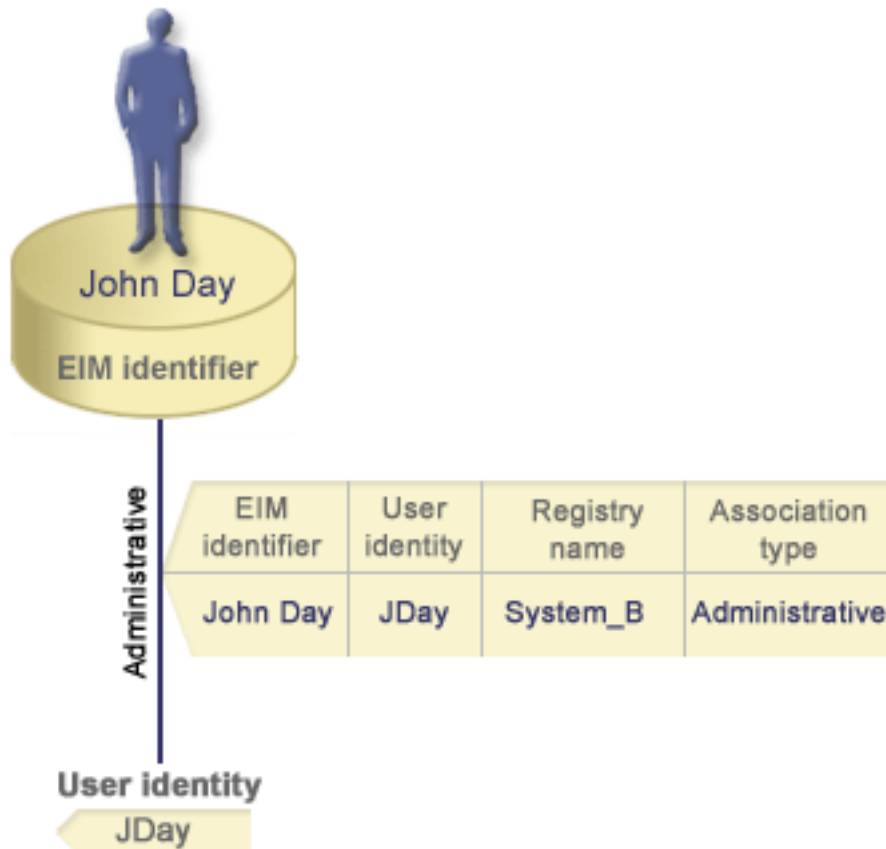 John Day
EIM identifier
Administrative
EIM identifier
User identity
Registry name
Association type
John Day
JDay
System_B
Administrative
User identity
JDay